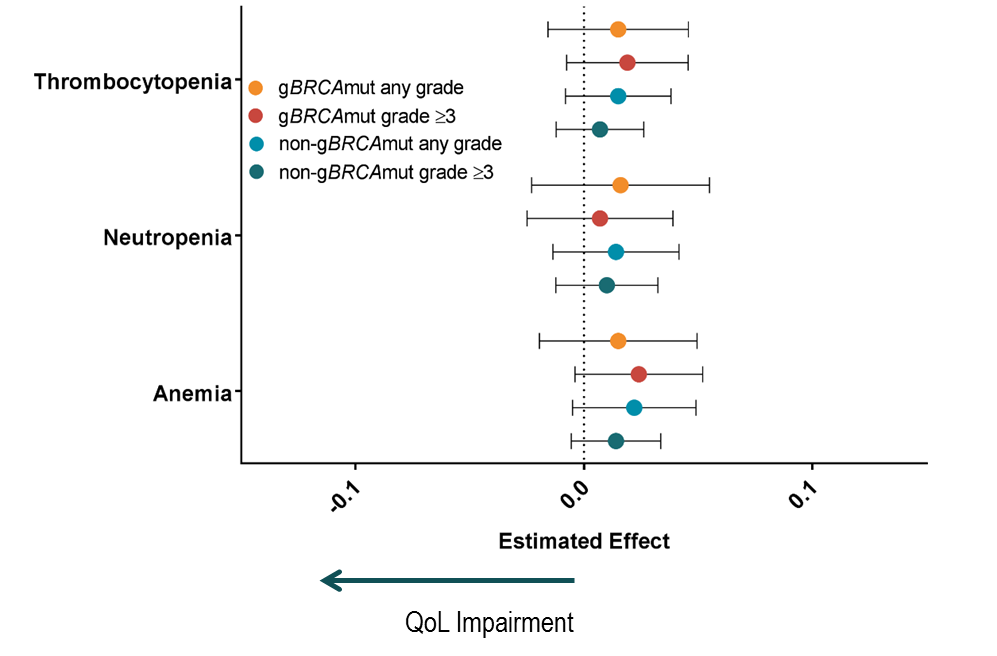 Thrombocytopenia
gBRCAmut any grade
gBRCAmut grade ≥3
non-gBRCAmut any grade
non-gBRCAmut grade ≥3
Neutropenia
Anemia
-0.1
0.0
0.1
Estimated Effect
QoL Impairment